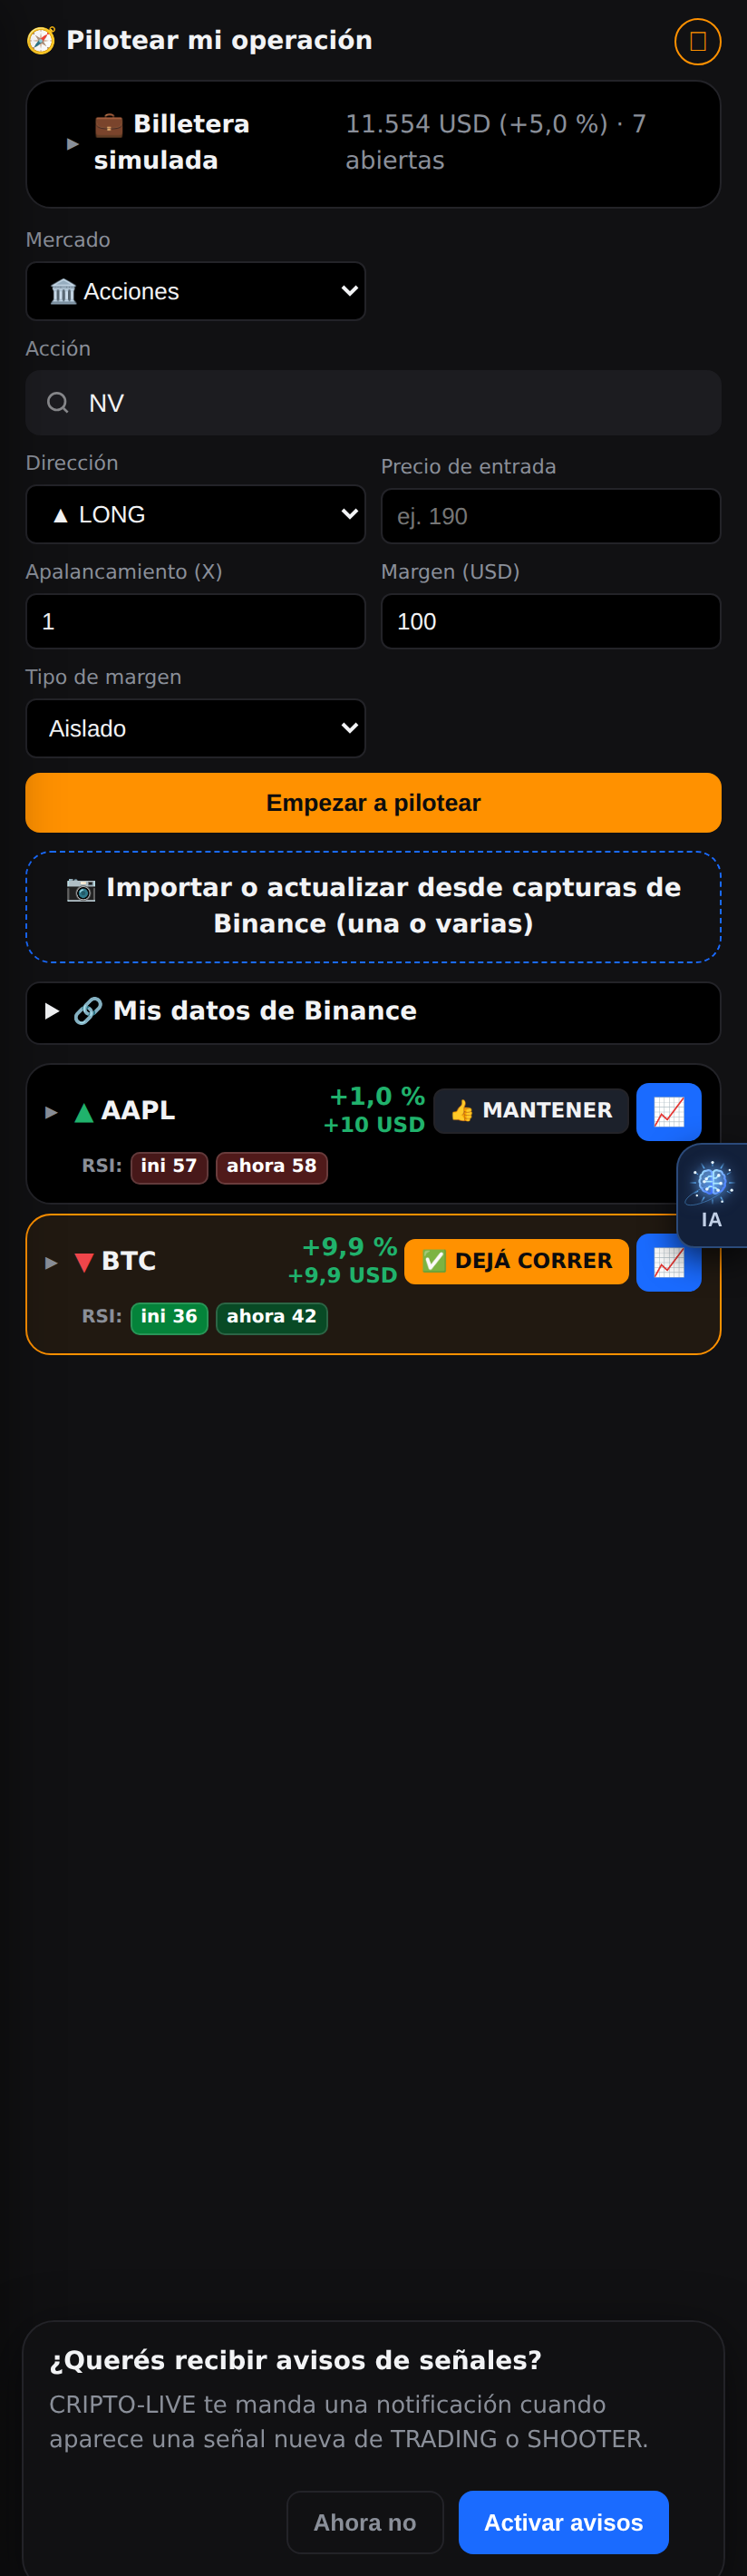 Pilotear mi operación
Billetera simulada
11.554 USD (+5,0 %) · 7 abiertas
Mercado
Acciones
Acción
NV
Dirección
Precio de entrada
▲ LONG
ej. 190
Apalancamiento (X)
Margen (USD)
1
100
Tipo de margen
Aislado
Empezar a pilotear
Importar o actualizar desde capturas de
Binance (una o varias)
Mis datos de Binance
AAPL
+1,0 %
+10 USD
MANTENER
RSI: ini 57 ahora 58
IA
BTC
+9,9 %
+9,9 USD
DEJÁ CORRER
RSI: ini 36 ahora 42
¿Querés recibir avisos de señales?
CRIPTO-LIVE te manda una notificación cuando
aparece una señal nueva de TRADING o SHOOTER.
Ahora no
Activar avisos